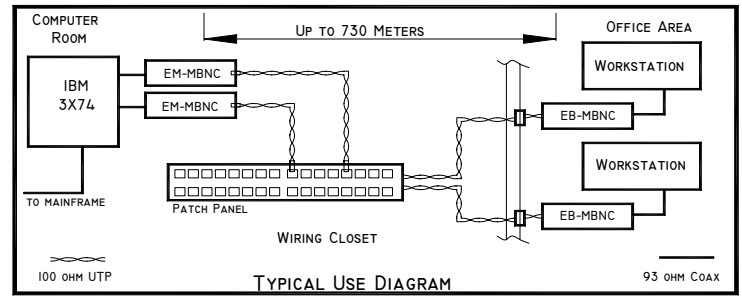 COMPUTER
ROOM
UP TO 730 METERS
OFFICE AREA
IBM
3X74
EM-MBNC
EM-MBNC
WORKSTATION
EB-MBNC
WORKSTATION
EB-MBNC
TO MAINFRAME
PATCH PANEL
WIRING CLOSET
100 OHM UTP
TYPICAL USE DIAGRAM
93 OHM COAX